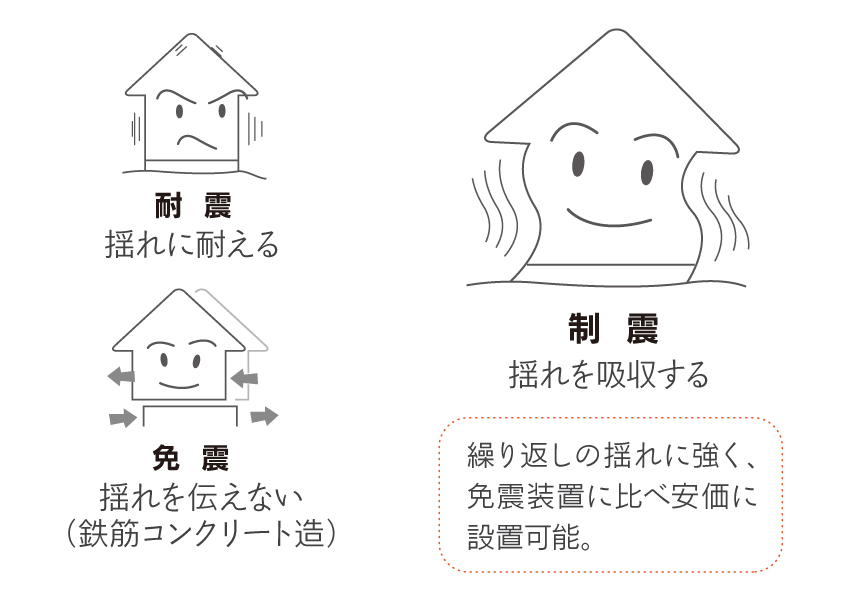 耐震
揺れに耐える
免震
揺れを伝えない
（鉄筋コンクリート造）
制震
揺れを吸収する
繰り返しの揺れに強く、
免震装置に比べ安価に
設置可能。